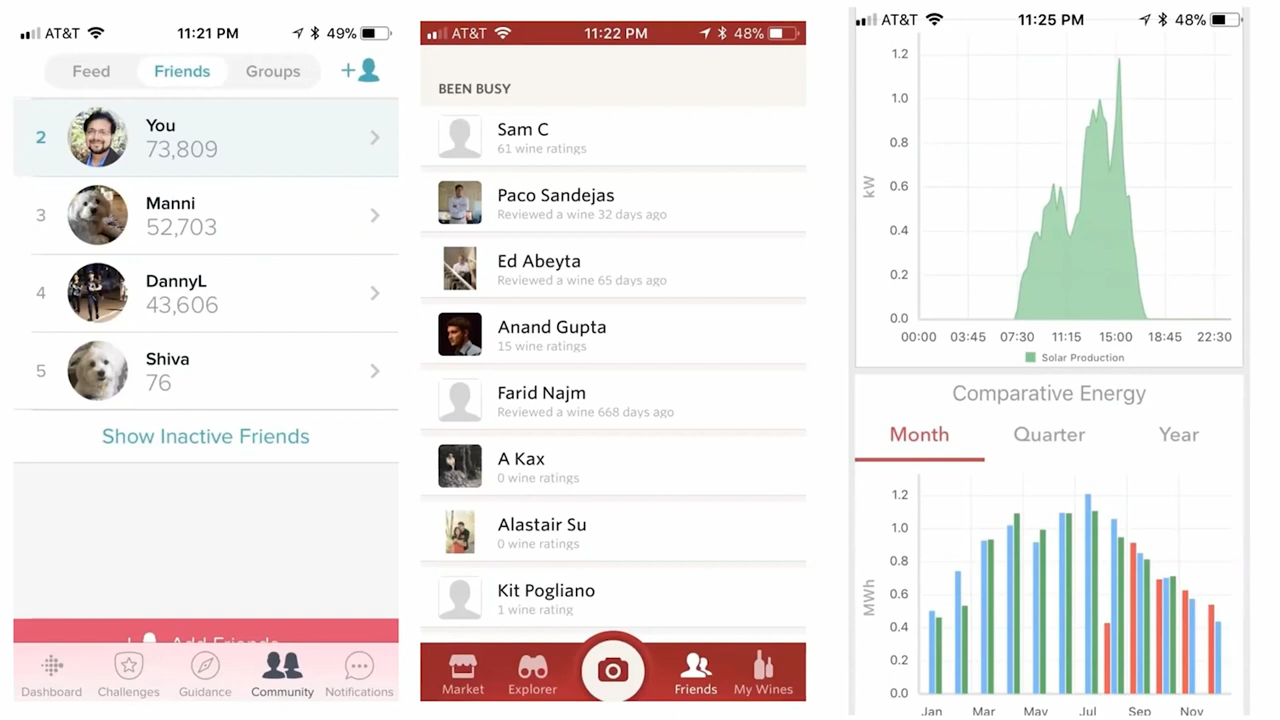 AT&T 11:21 PM 49%
Feed Friends Groups +
2 You
73,809
3 Manni
52,703
4 DannyL
43,606
5 Shiva
76
Show Inactive Friends
Add Friends
Dashboard Challenges Guidance Community Notifications
AT&T 11:22 PM 48%
BEEN BUSY
Sam C
61 wine ratings
Paco Sandejas
Reviewed a wine 32 days ago
Ed Abeyta
Reviewed a wine 65 days ago
Anand Gupta
15 wine ratings
Farid Najm
Reviewed a wine 668 days ago
A Kax
0 wine ratings
Alastair Su
0 wine ratings
Kit Pogliano
1 wine rating
Market Explorer Friends My Wines
AT&T 11:25 PM 48%
1.2
1.0
0.8
kW
0.6
0.4
0.2
0.0
00:00 03:45 07:30 11:15 15:00 18:45 22:30
Solar Production
Comparative Energy
Month Quarter Year
1.2
1.0
0.8
MWh
0.6
0.4
0.2
0.0
Jan Mar May Jul Sep Nov